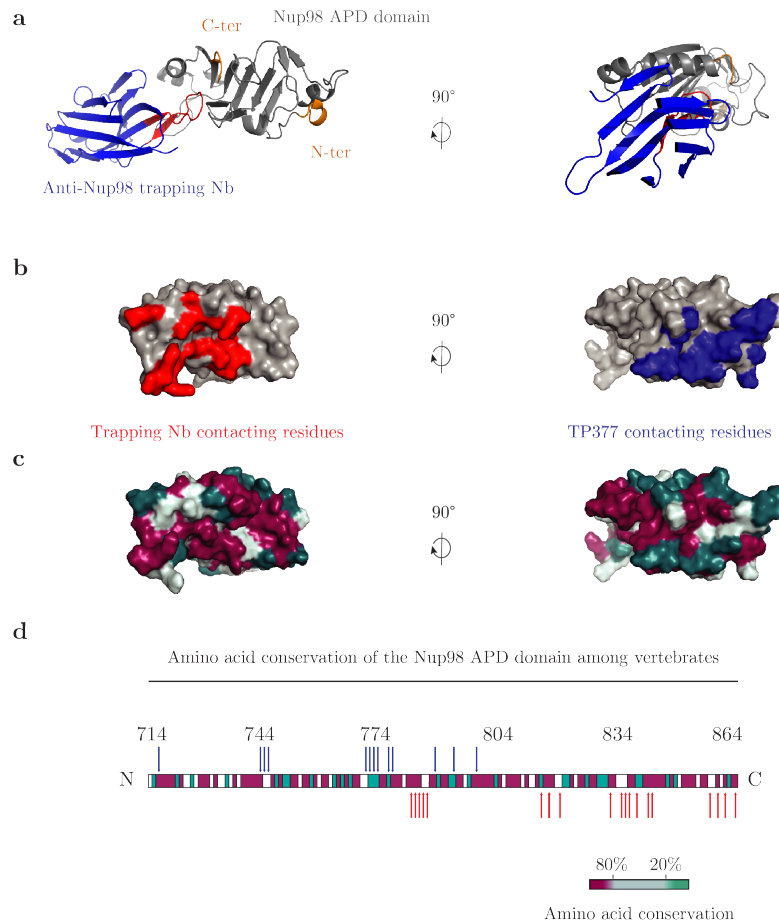 a
Nup98 APD domain
C-ter
90°
N-ter
Anti-Nup98 trapping Nb
b
90°
Trapping Nb contacting residues
TP377 contacting residues
c
90°
d
Amino acid conservation of the Nup98 APD domain among vertebrates
714 744 774 804 834 864
N C
80% 20%
Amino acid conservation